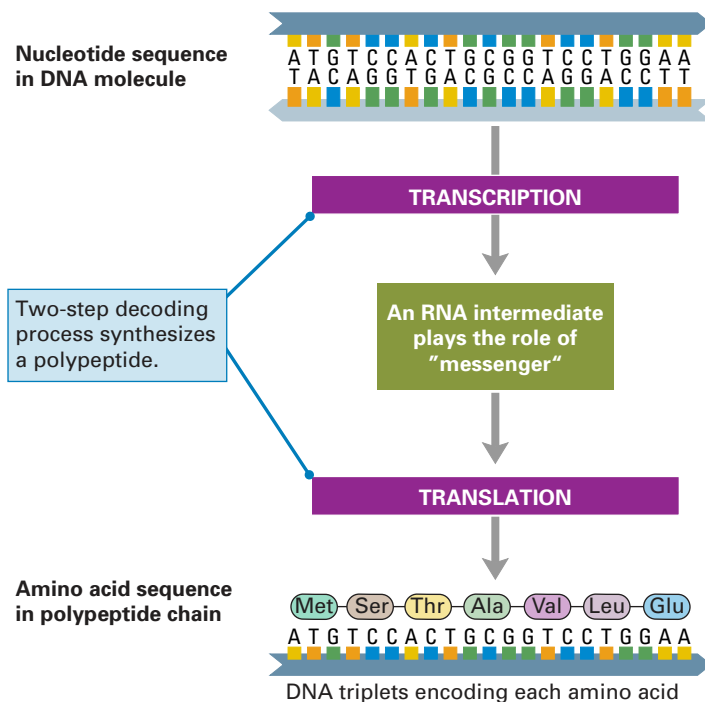 Nucleotide sequence
in DNA molecule
A T G T C C A C T G C G G T C C T G G A A
T A C A G G T G A C G C C A G G A C C T T
TRANSCRIPTION
Two-step decoding
process synthesizes
a polypeptide.
An RNA intermediate
plays the role of
”messenger“
TRANSLATION
Amino acid sequence
in polypeptide chain
Met Ser Thr Ala Val Leu Glu
A T G T C C A C T G C G G T C C T G G A A
DNA triplets encoding each amino acid